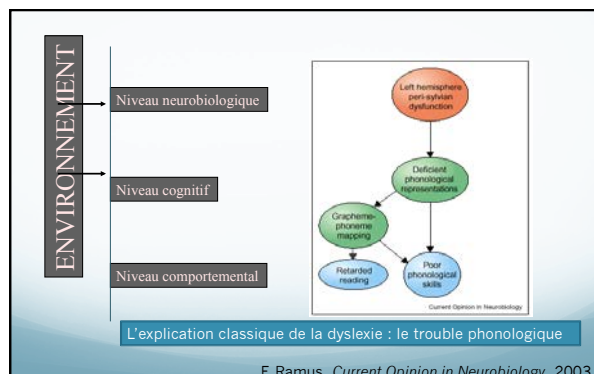 ENVIRONNEMENT
Niveau neurobiologique
Niveau cognitif
Niveau comportemental
Left hemisphere
peri-sylvian
dysfunction
Deficient
phonological
representations
Grapheme-
phoneme
mapping
Retarded
reading
Poor
phonological
skills
Current Opinion in Neurobiology
L'explication classique de la dyslexie : le trouble phonologique
F. Ramus, Current Opinion in Neurobiology, 2003